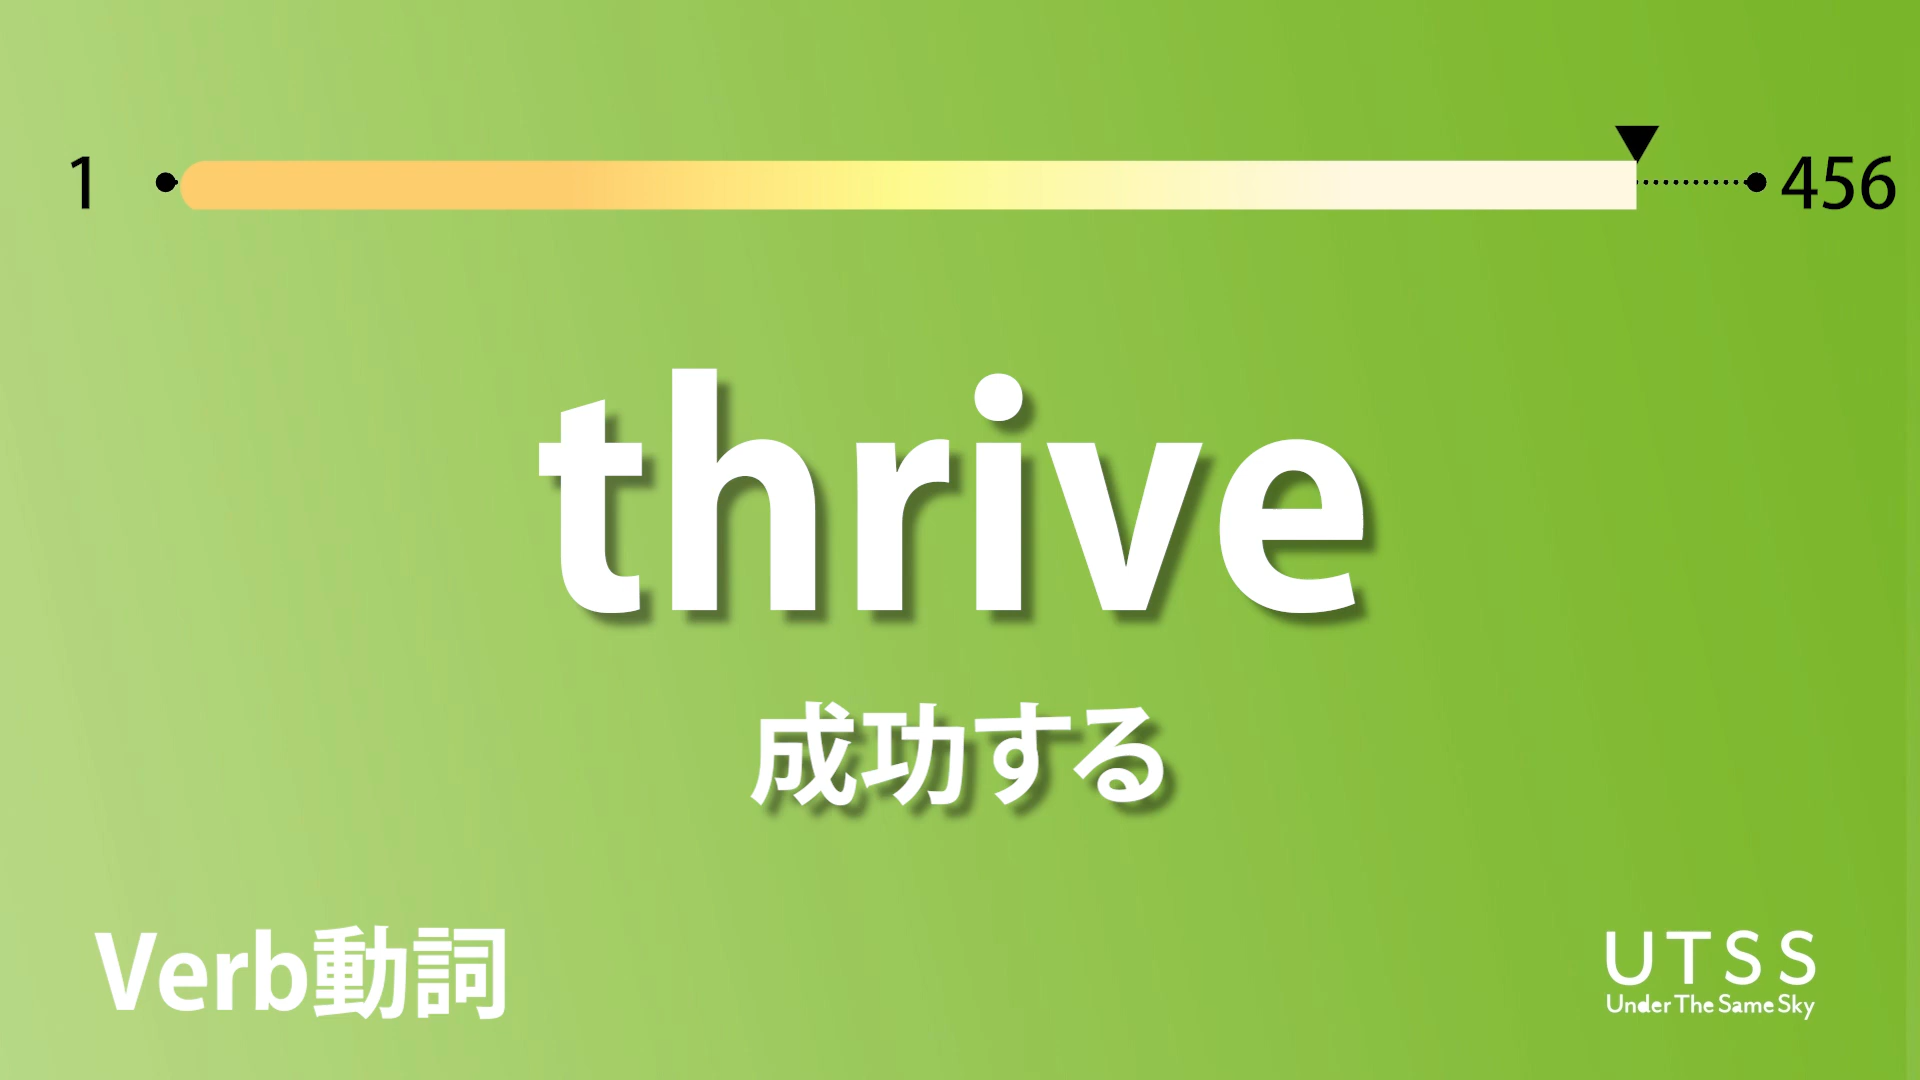 1
456
thrive
成功する
Verb動詞
UTSS
Under The Same Sky